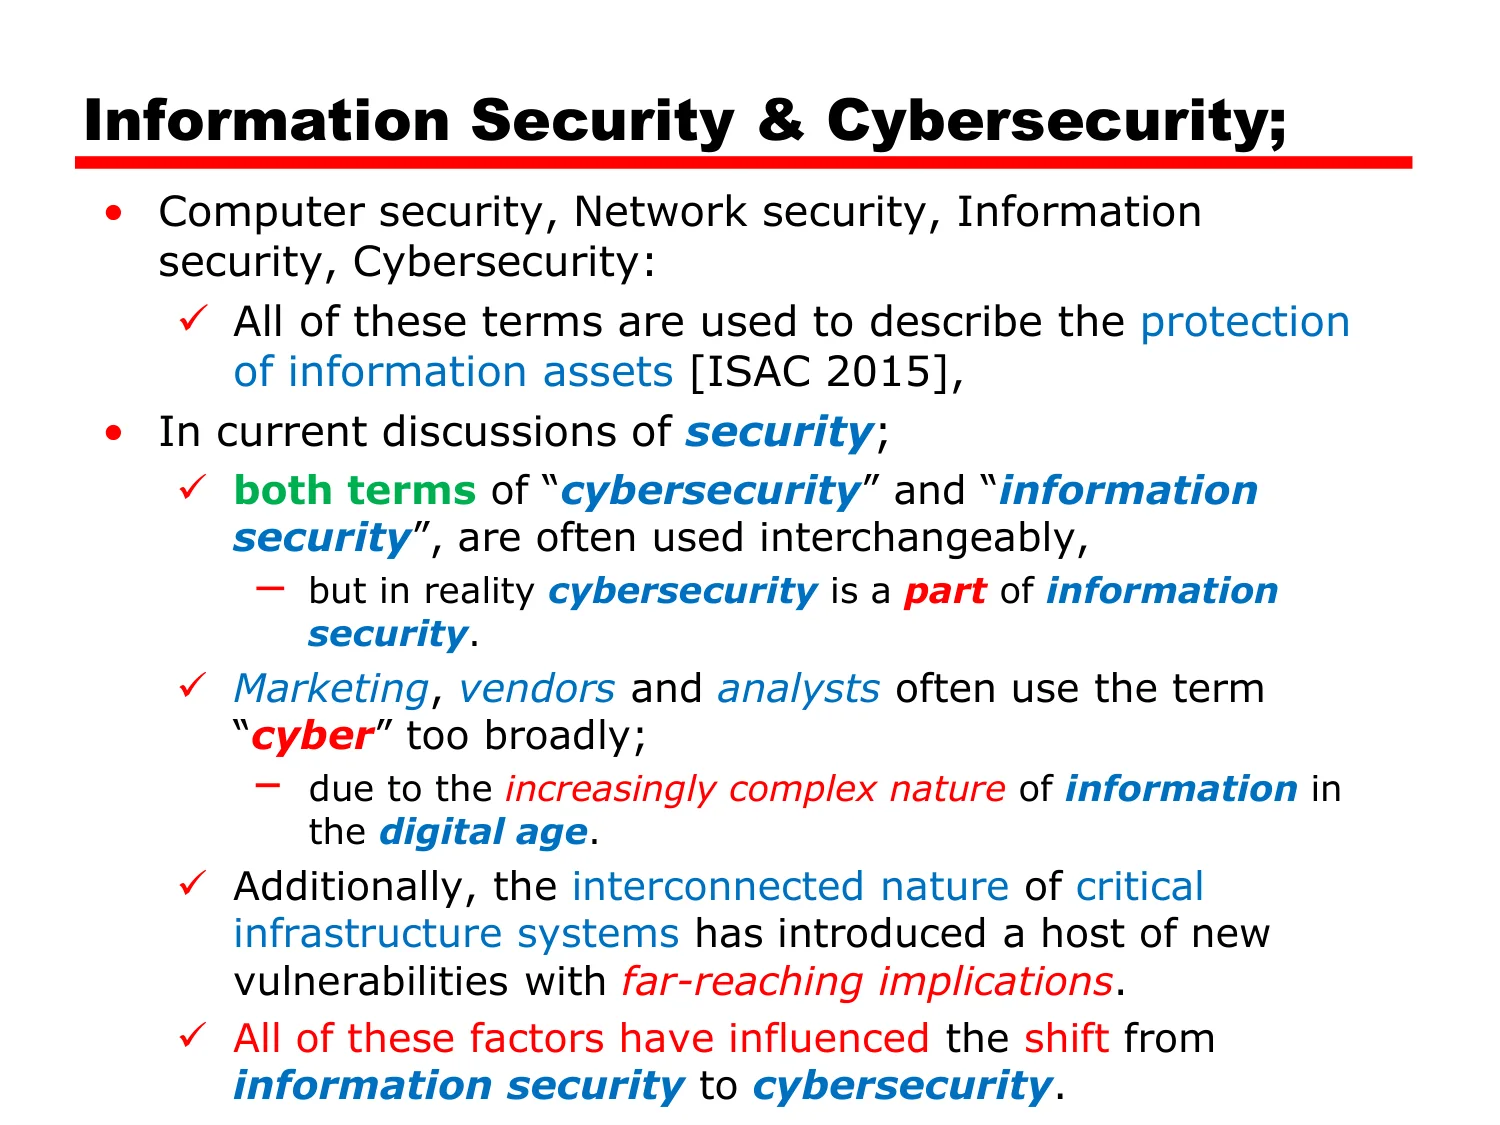 Information Security & Cybersecurity;
• Computer security, Network security, Information
security, Cybersecurity:
✓ All of these terms are used to describe the protection
of information assets [ISAC 2015],
• In current discussions of security;
✓ both terms of “cybersecurity” and “information
security”, are often used interchangeably,
– but in reality cybersecurity is a part of information
security.
✓ Marketing, vendors and analysts often use the term
“cyber” too broadly;
– due to the increasingly complex nature of information in
the digital age.
✓ Additionally, the interconnected nature of critical
infrastructure systems has introduced a host of new
vulnerabilities with far-reaching implications.
✓ All of these factors have influenced the shift from
information security to cybersecurity.